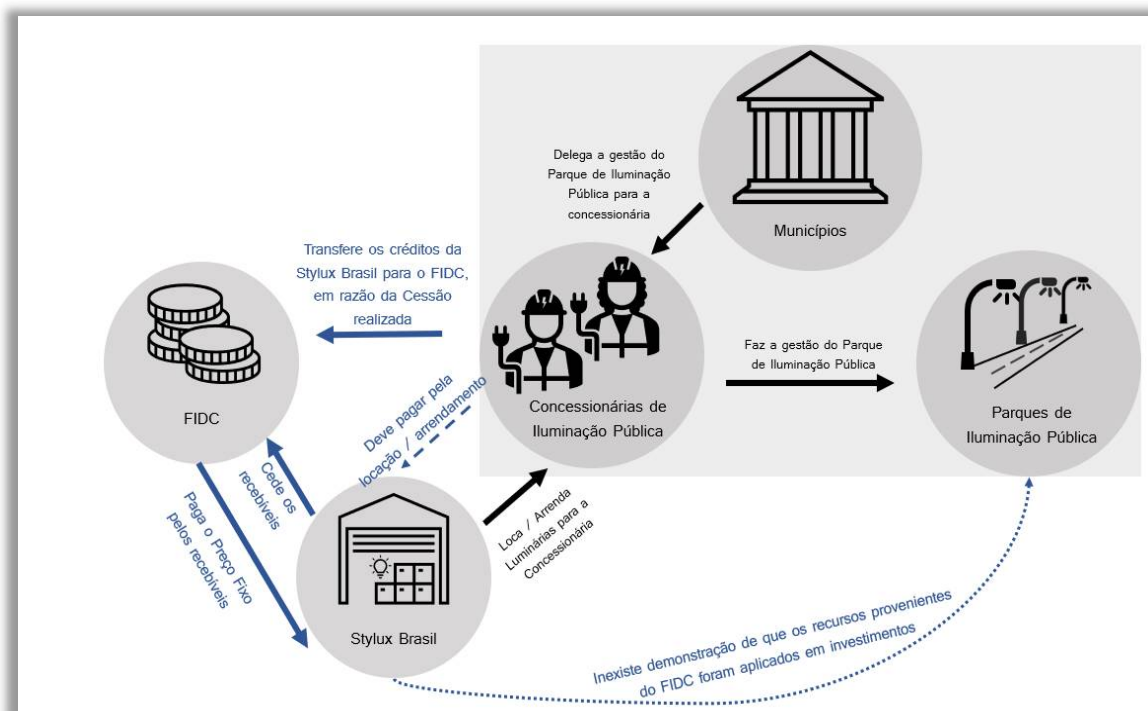 Delega a gestão do
Parque de Iluminação
Pública para a
concessionária
Municípios
Transfere os créditos da
Stylux Brasil para o FIDC,
em razão da Cessão
realizada
Faz a gestão do Parque
de Iluminação Pública
FIDC
Concessionárias de
Iluminação Pública
Parques de
Iluminação Pública
Deve pagar pela
locação / arrendamento
Cede os
recebíveis
Paga o Preço Fixo
pelos recebíveis
Loca / Arrenda
Luminárias para a
Concessionária
Stylux Brasil
Inexiste demonstração de que os recursos provenientes
do FIDC foram aplicados em investimentos